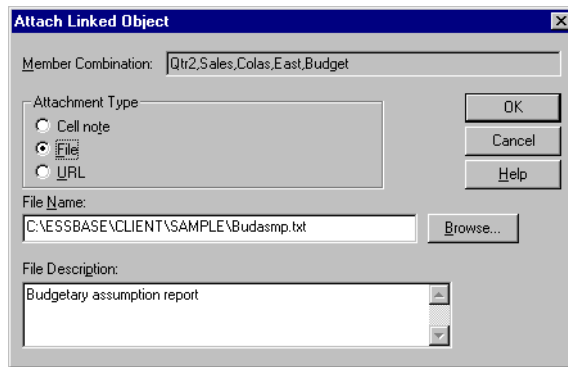 Attach Linked Object
Member Combination: Qtr2,Sales,Colas,East,Budget
Attachment Type
Cell note
File
URL
OK
Cancel
Help
File Name:
C:\ESSBASE\CLIENT\SAMPLE\Budasmp.txt
Browse...
File Description:
Budgetary assumption report